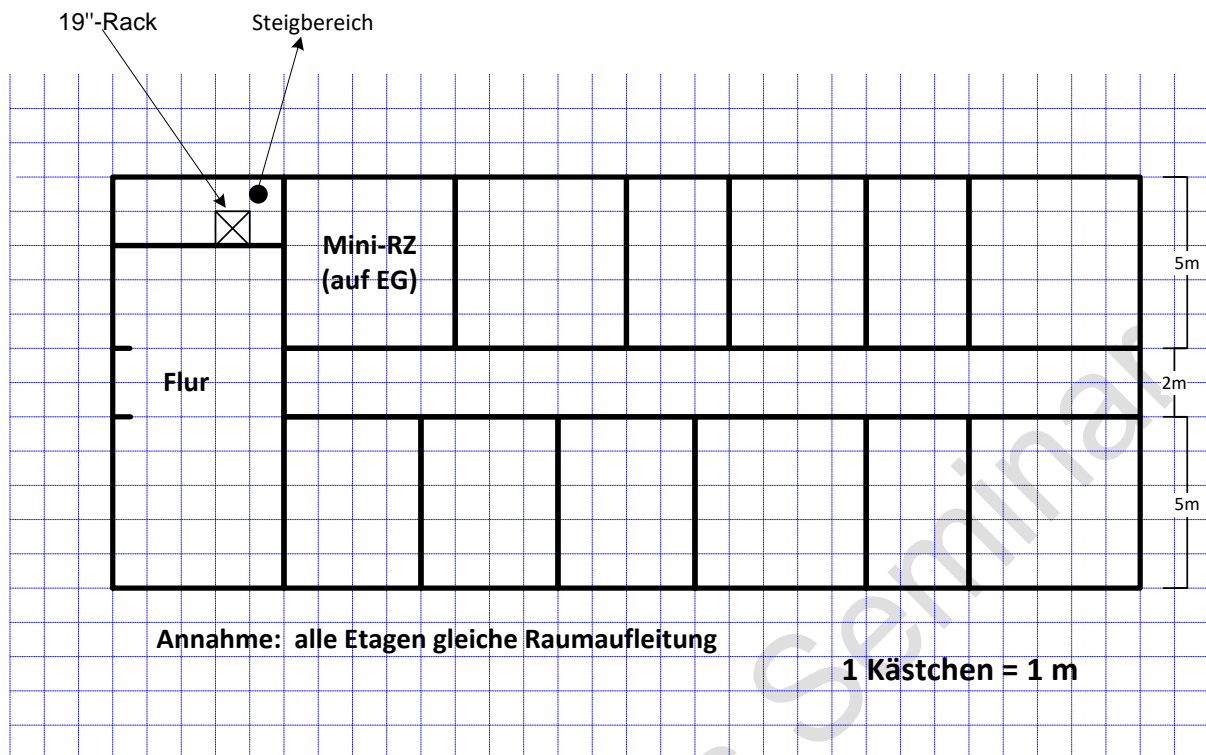 19"-Rack
Steigbereich
Mini-RZ
(auf EG)
5m
2m
Flur
5m
Annahme:  alle Etagen gleiche Raumaufleitung
1 Kästchen = 1 m
Seminar